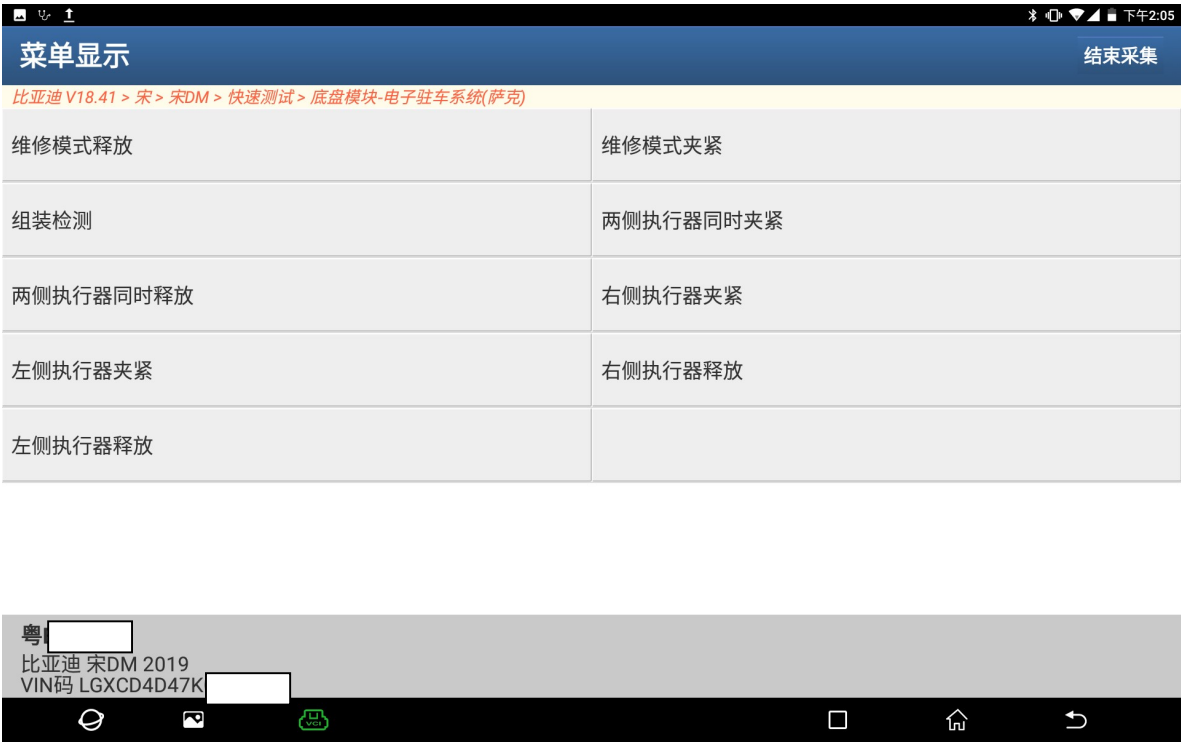 下午2:05
菜单显示
结束采集
比亚迪 V18.41 > 宋 > 宋DM > 快速测试 > 底盘模块-电子驻车系统(萨克)
维修模式释放
维修模式夹紧
组装检测
两侧执行器同时夹紧
两侧执行器同时释放
右侧执行器夹紧
左侧执行器夹紧
右侧执行器释放
左侧执行器释放
粤
比亚迪 宋DM 2019
VIN码 LGXCD4D47K
VCI